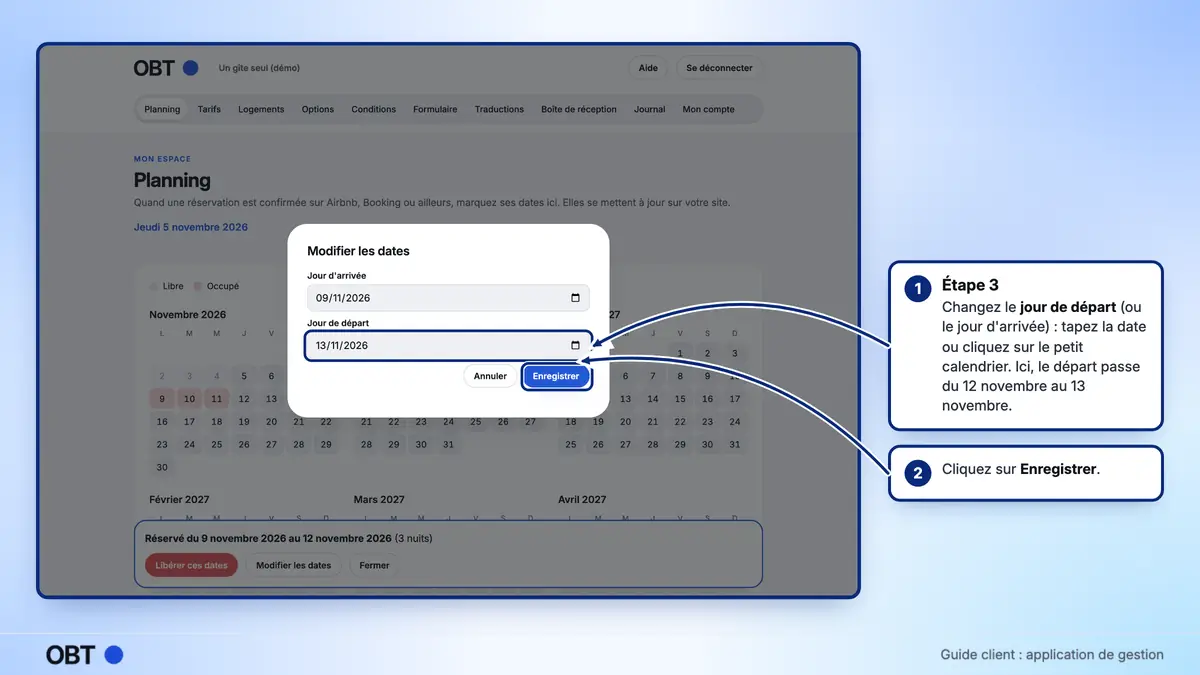 OBT
Un gîte seul (démo)
Aide
Se déconnecter
Planning
Tarifs
Logements
Options
Conditions
Formulaire
Traductions
Boîte de réception
Journal
Mon compte
MON ESPACE
Planning
Quand une réservation est confirmée sur Airbnb, Booking ou ailleurs, marquez ses dates ici. Elles se mettent à jour sur votre site.
Jeudi 5 novembre 2026
Libre
Occupé
Novembre 2026
L M M J V
2 3 4 5 6
9 10 11 12 13
16 17 18 19 20 21 22
23 24 25 26 27 28 29
30
21 22 23 24 25 26 27
28 29 30 31
27
J V S D
1 2 3
6 7 8 9
13 14 15 16 17
18 19 20 21 22 23 24
25 26 27 28 29 30 31
Modifier les dates
Jour d'arrivée
09/11/2026
Jour de départ
13/11/2026
Annuler
Enregistrer
Février 2027
Mars 2027
Avril 2027
Réservé du 9 novembre 2026 au 12 novembre 2026 (3 nuits)
Libérer ces dates
Modifier les dates
Fermer
1
Étape 3
Changez le jour de départ (ou
le jour d'arrivée) : tapez la date
ou cliquez sur le petit
calendrier. Ici, le départ passe
du 12 novembre au 13
novembre.
2
Cliquez sur Enregistrer.
OBT
Guide client : application de gestion